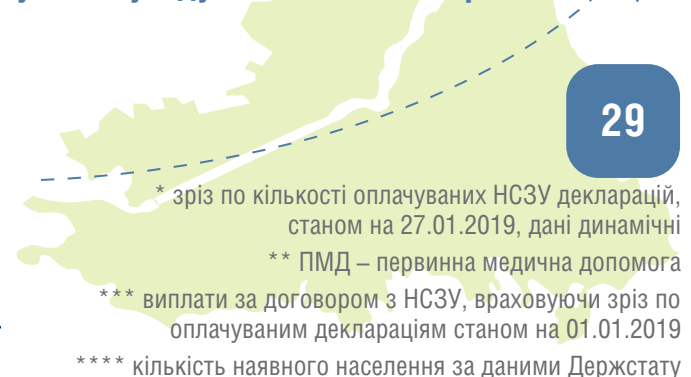 29
* зріз по кількості оплачуваних НСЗУ декларацій,
станом на 27.01.2019, дані динамічні
** ПМД – первинна медична допомога
*** виплати за договором з НСЗУ, враховуючи зріз по
оплачуваним деклараціям станом на 01.01.2019
**** кількість наявного населення за даними Держстату